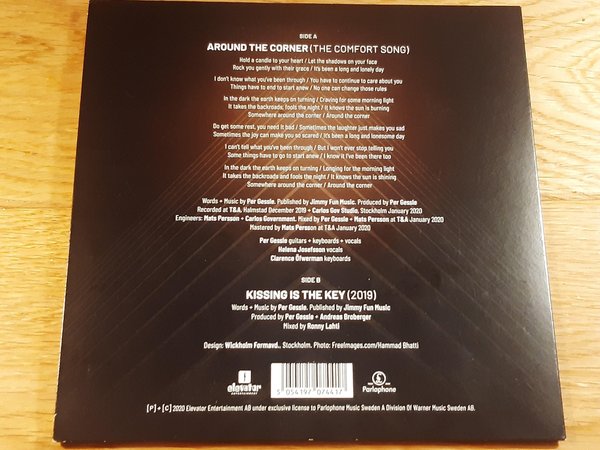 SIDE A
AROUND THE CORNER (THE COMFORT SONG)
Hold a candle to your heart / Let the shadows on your face
Rock you gently with their grace / It's been a long and lonely day
I don't know what you've been through / You have to continue to care about you
Things have to end to start anew / No one can change those rules
In the dark the earth keeps on turning / Craving for some morning light
It takes the backroads, fools the night / It knows the sun is burning
Somewhere around the corner / Around the corner
Do get some rest, you need it bad / Sometimes the laughter just makes you sad
Sometimes the joy can make you so scared / It's been a long and lonesome day
I can't tell what you've been through / But I won't ever stop telling you
Some things have to go to start anew / I know it I've been there too
In the dark the earth keeps on turning / Longing for the morning light
It takes the backroads and fools the night / It knows the sun is shining
Somewhere around the corner / Around the corner
Words + Music by Per Gessle. Published by Jimmy Fun Music. Produced by Per Gessle
Recorded at T&A, Halmstad December 2019 + Carlos Gov Studio, Stockholm January 2020
Engineers: Mats Persson + Carlos Government. Mixed by Per Gessle + Mats Persson at T&A January 2020
Mastered by Mats Persson at T&A January 2020
Per Gessle guitars + keyboards + vocals
Helena Josefsson vocals
Clarence Öfwerman keyboards
SIDE B
KISSING IS THE KEY (2019)
Words + Music by Per Gessle. Published by Jimmy Fun Music
Produced by Per Gessle + Andreas Broberger
Mixed by Ronny Lahti
Design: Wickholm Formavd., Stockholm. Photo: FreeImages.com/Hammad Bhatti
elevator
ENTERTAINMENT
5 054197 024417
Parlophone
[P] + [C] 2020 Elevator Entertainment AB under exclusive license to Parlophone Music Sweden A Division Of Warner Music Sweden AB.